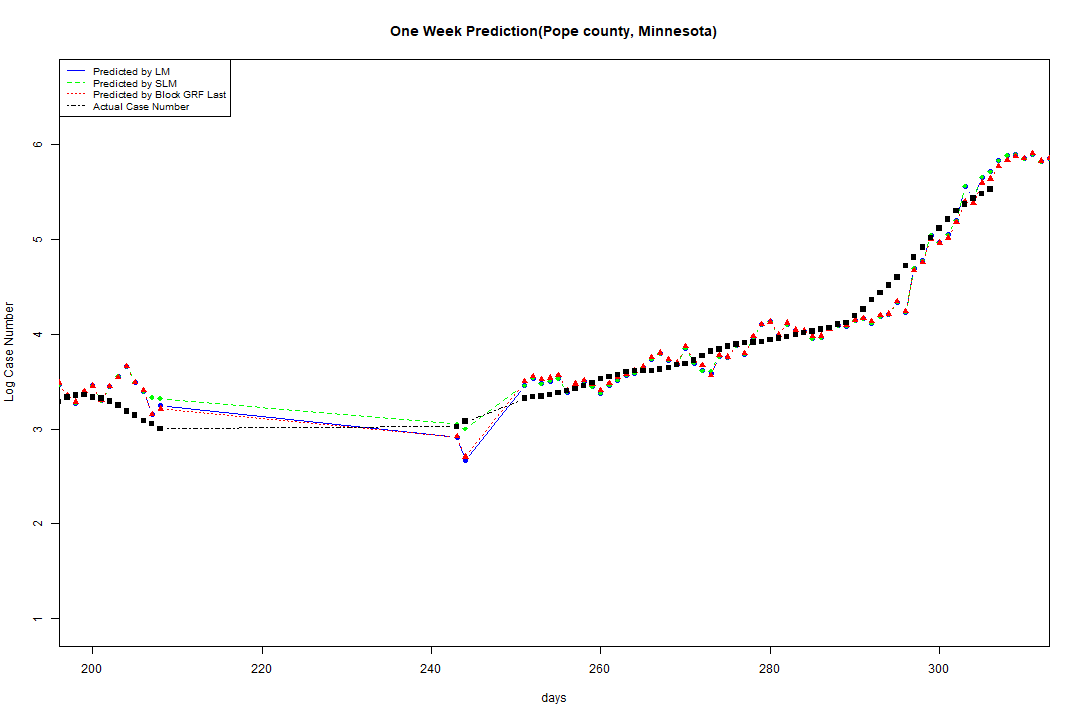 One Week Prediction(Pope county, Minnesota)
Predicted by LM
Predicted by SLM
Predicted by Block GRF Last
Actual Case Number
Log Case Number
6
5
4
3
2
1
200 220 240 260 280 300
days